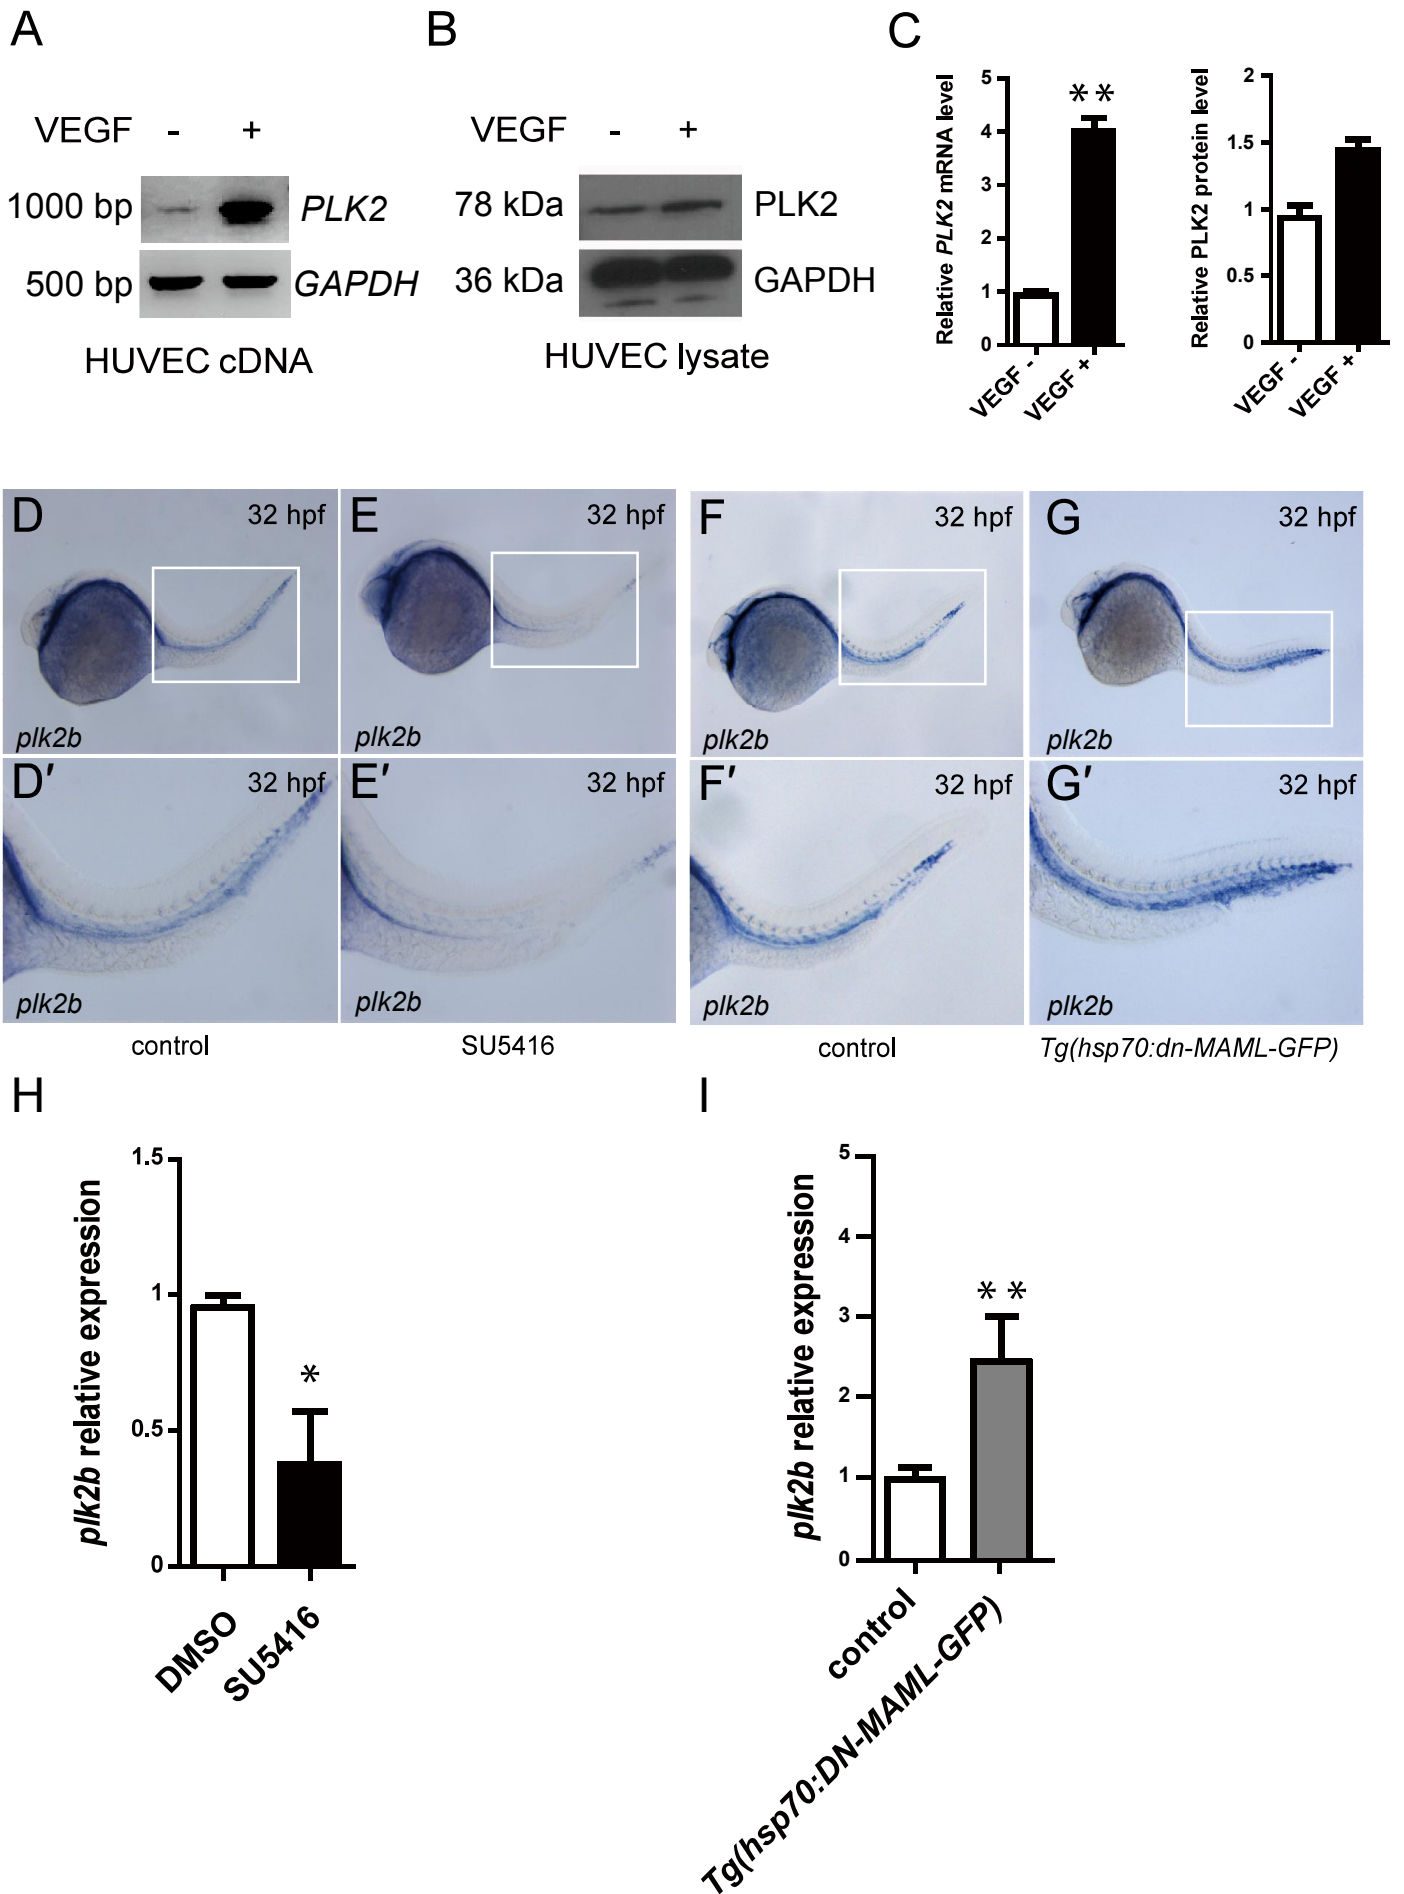 A
VEGF - +
1000 bp PLK2
500 bp GAPDH
HUVEC cDNA
B
VEGF - +
78 kDa PLK2
36 kDa GAPDH
HUVEC lysate
C
Relative PLK2 mRNA level
5
4
3
2
1
0
**
VEGF -
VEGF +
Relative PLK2 protein level
2
1.5
1
0.5
0
VEGF -
VEGF +
D 32 hpf
plk2b
E 32 hpf
plk2b
F 32 hpf
plk2b
G 32 hpf
plk2b
D' 32 hpf
plk2b
E' 32 hpf
plk2b
F' 32 hpf
plk2b
G' 32 hpf
plk2b
control
SU5416
control
Tg(hsp70:dn-MAML-GFP)
H
plk2b relative expression
1.5
1
0.5
0
*
DMSO
SU5416
I
plk2b relative expression
5
4
3
2
1
0
**
control
Tg(hsp70:DN-MAML-GFP)